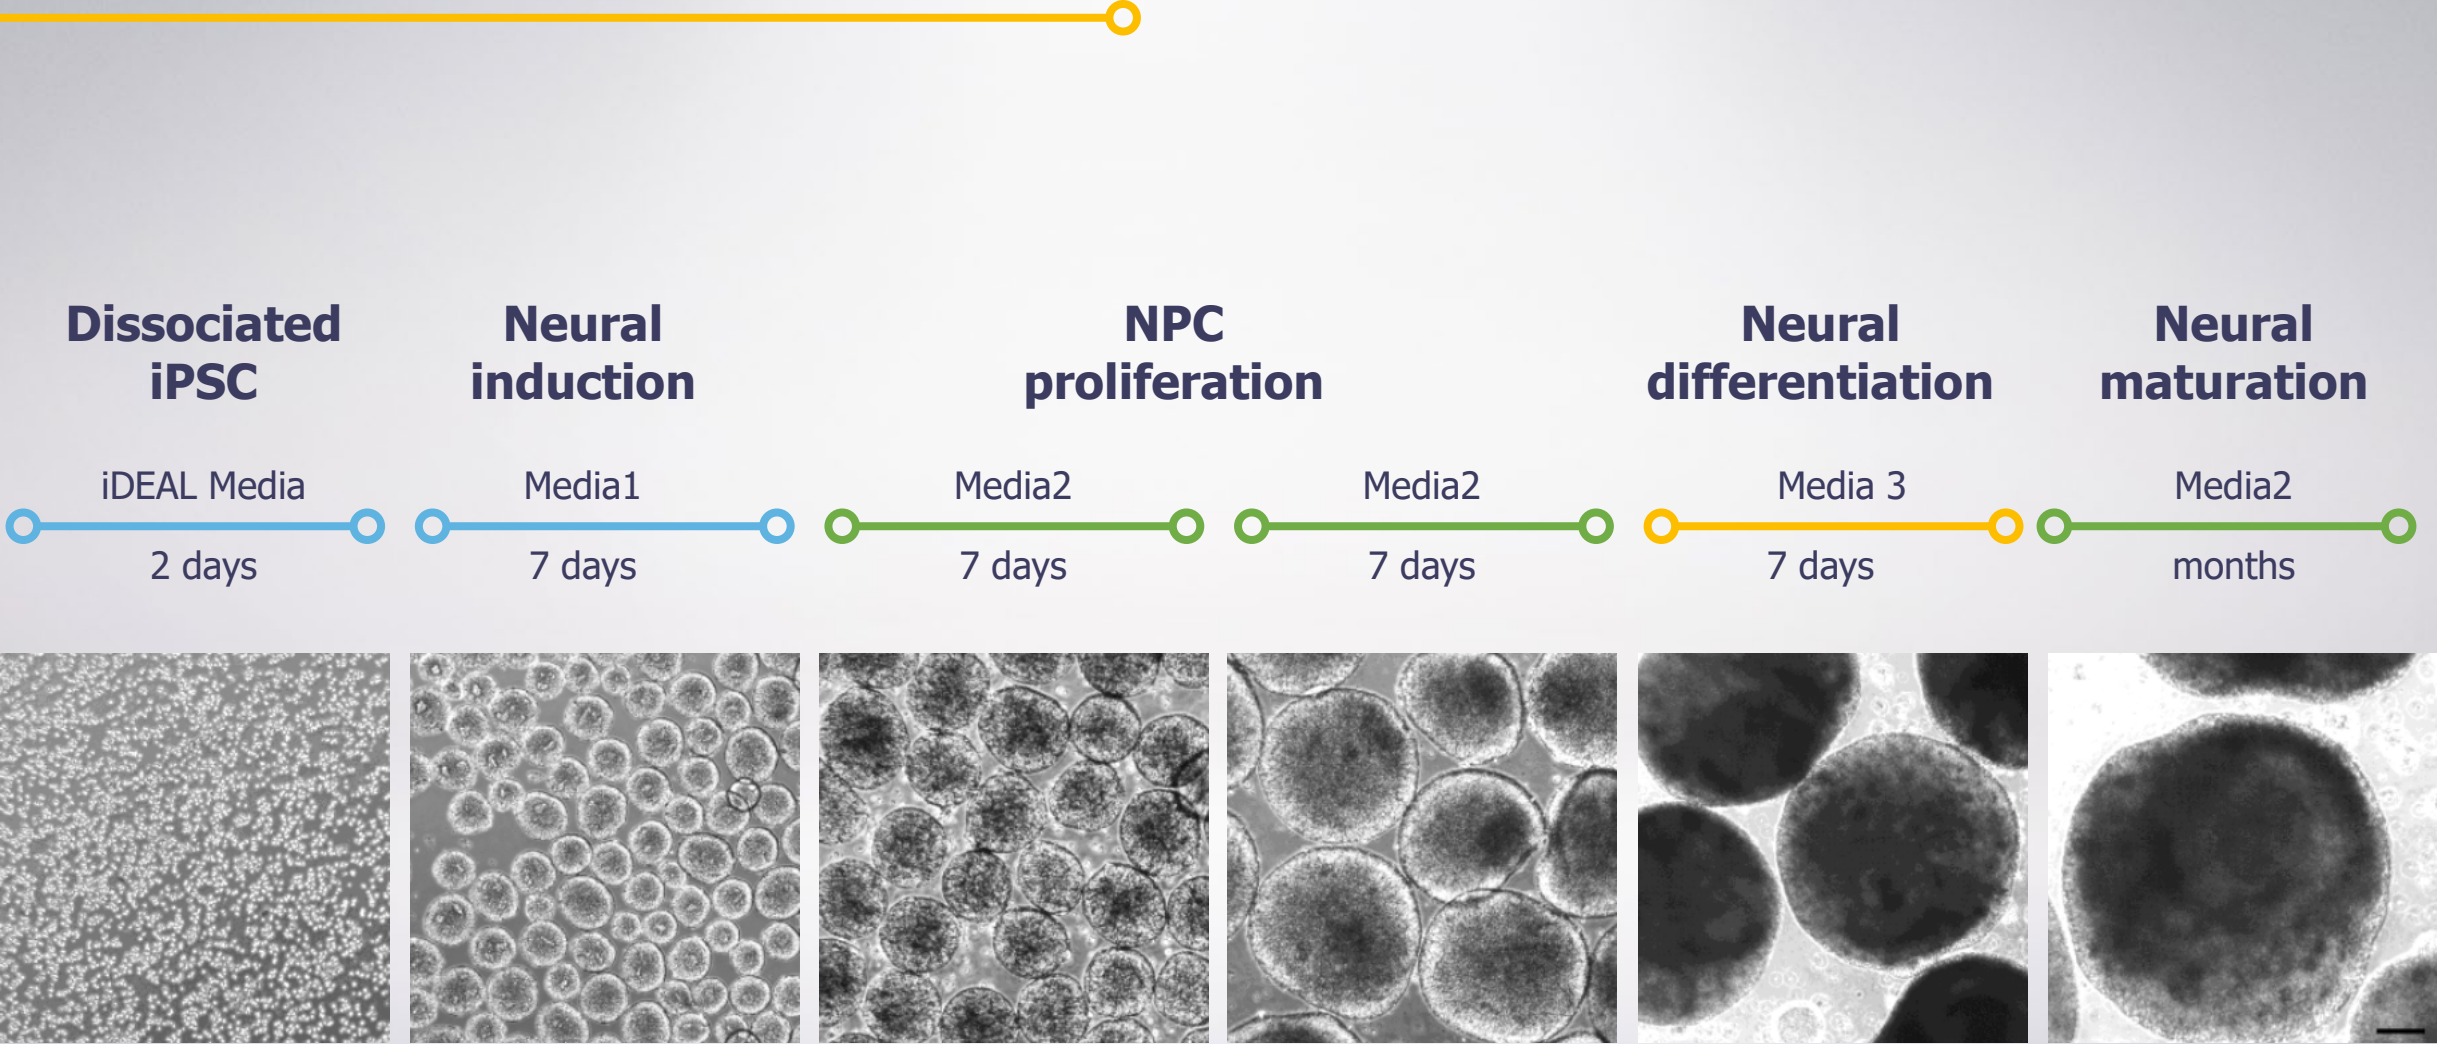 Dissociated
iPSC
Neural
induction
NPC
proliferation
Neural
differentiation
Neural
maturation
iDEAL Media
Media1
Media2
Media2
Media 3
Media2
2 days
7 days
7 days
7 days
7 days
months